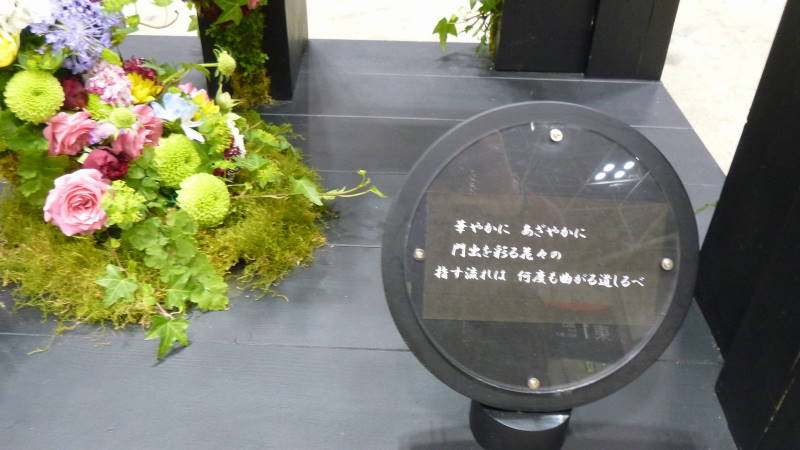 華やかに あざやかに
門出を彩る花々の
指す流れは 何度も曲がる道しるべ